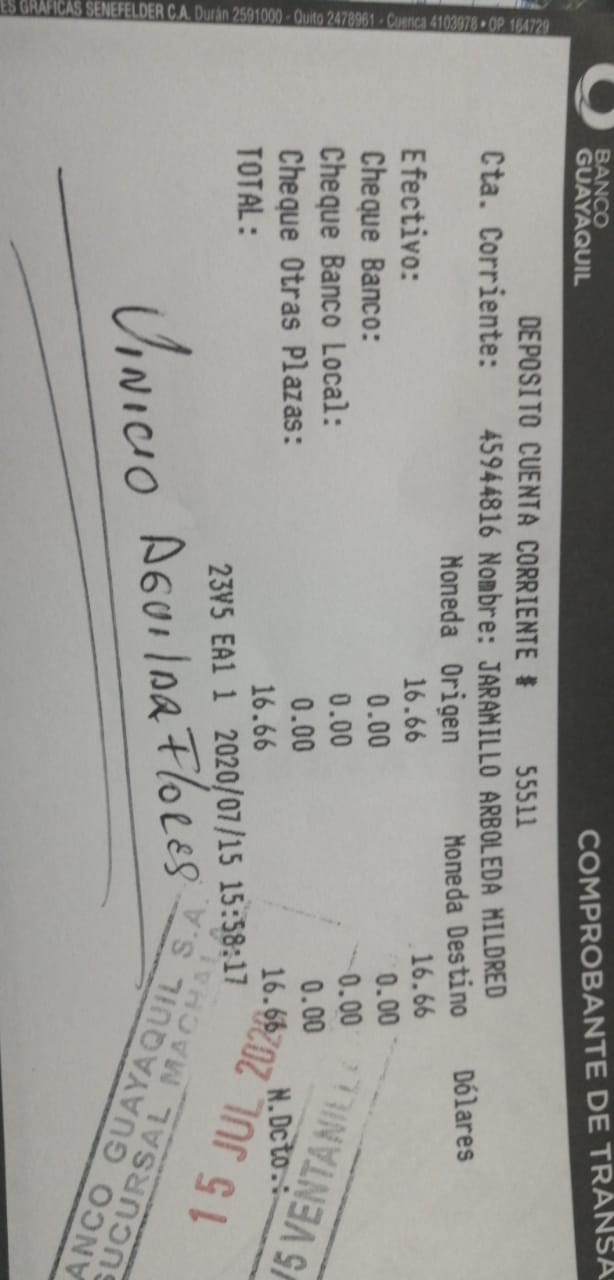 BANCO
GUAYAQUIL
COMPROBANTE DE TRANSA
DEPOSITO CUENTA CORRIENTE # 55511
Cta. Corriente: 45944816 Nombre: JARAMILLO ARBOLEDA MILDRED
Moneda Origen Moneda Destino Dólares
Efectivo: 16.66 16.66
Cheque Banco: 0.00 0.00
Cheque Banco Local: 0.00 0.00
Cheque Otras Plazas: 0.00 0.00
TOTAL: 16.66 16.66 N.Dcto.:
23Y5 EA1 1 2020/07/15 15:58:17
VINICIO AGUILAR FLORES
15 JUL 2020
/5 VENTANILL
ANCO GUAYAQUIL S.A.
SUCURSAL MACHALA
ES GRAFICAS SENEFELDER C.A. Durán 2591000 - Quito 2478961 - Cuenca 4103978 • OP. 164729